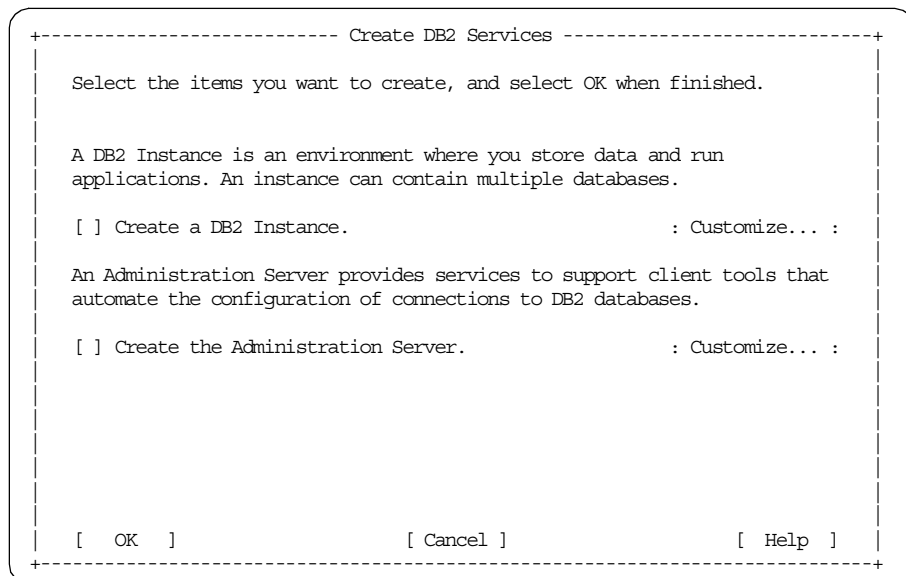 +---------------------------- Create DB2 Services -----------------------------+
Select the items you want to create, and select OK when finished.
A DB2 Instance is an environment where you store data and run
applications. An instance can contain multiple databases.
[ ] Create a DB2 Instance. : Customize... :
An Administration Server provides services to support client tools that
automate the configuration of connections to DB2 databases.
[ ] Create the Administration Server. : Customize... :
[ OK ] [ Cancel ] [ Help ]
+------------------------------------------------------------------------------+